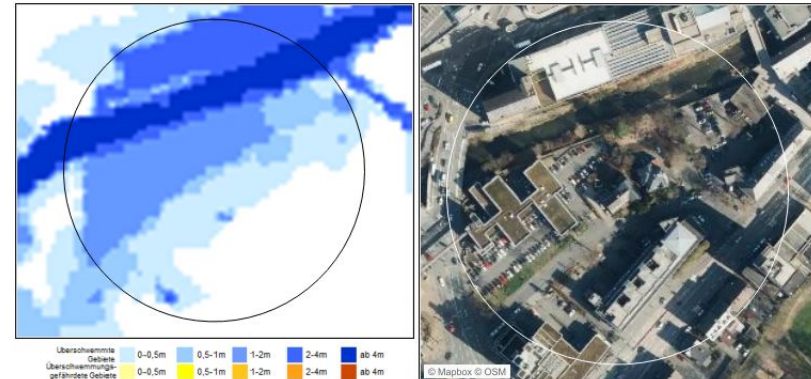 © Mapbox © OSM
Überschwemmte
Gebiete
0-0,5m
0,5-1m
1-2m
2-4m
ab 4m
Überschwemmungs-
gefährdete Gebiete
0-0,5m
0,5-1m
1-2m
2-4m
ab 4m